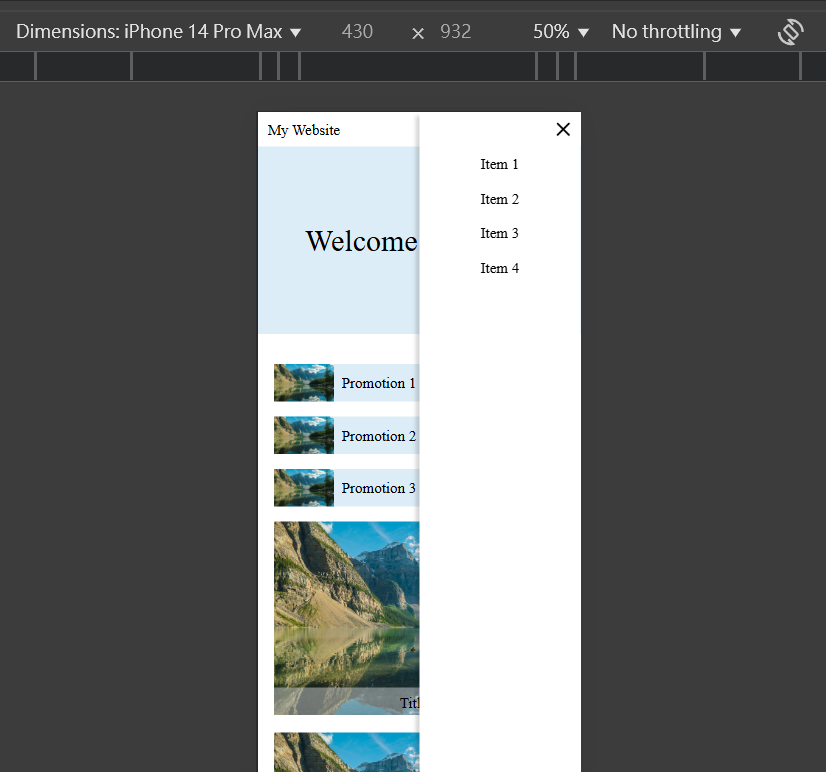 Dimensions: iPhone 14 Pro Max ▼ 430 × 932 50% ▼ No throttling ▼
My Website
Item 1
Item 2
Item 3
Item 4
Welcome
Promotion 1
Promotion 2
Promotion 3